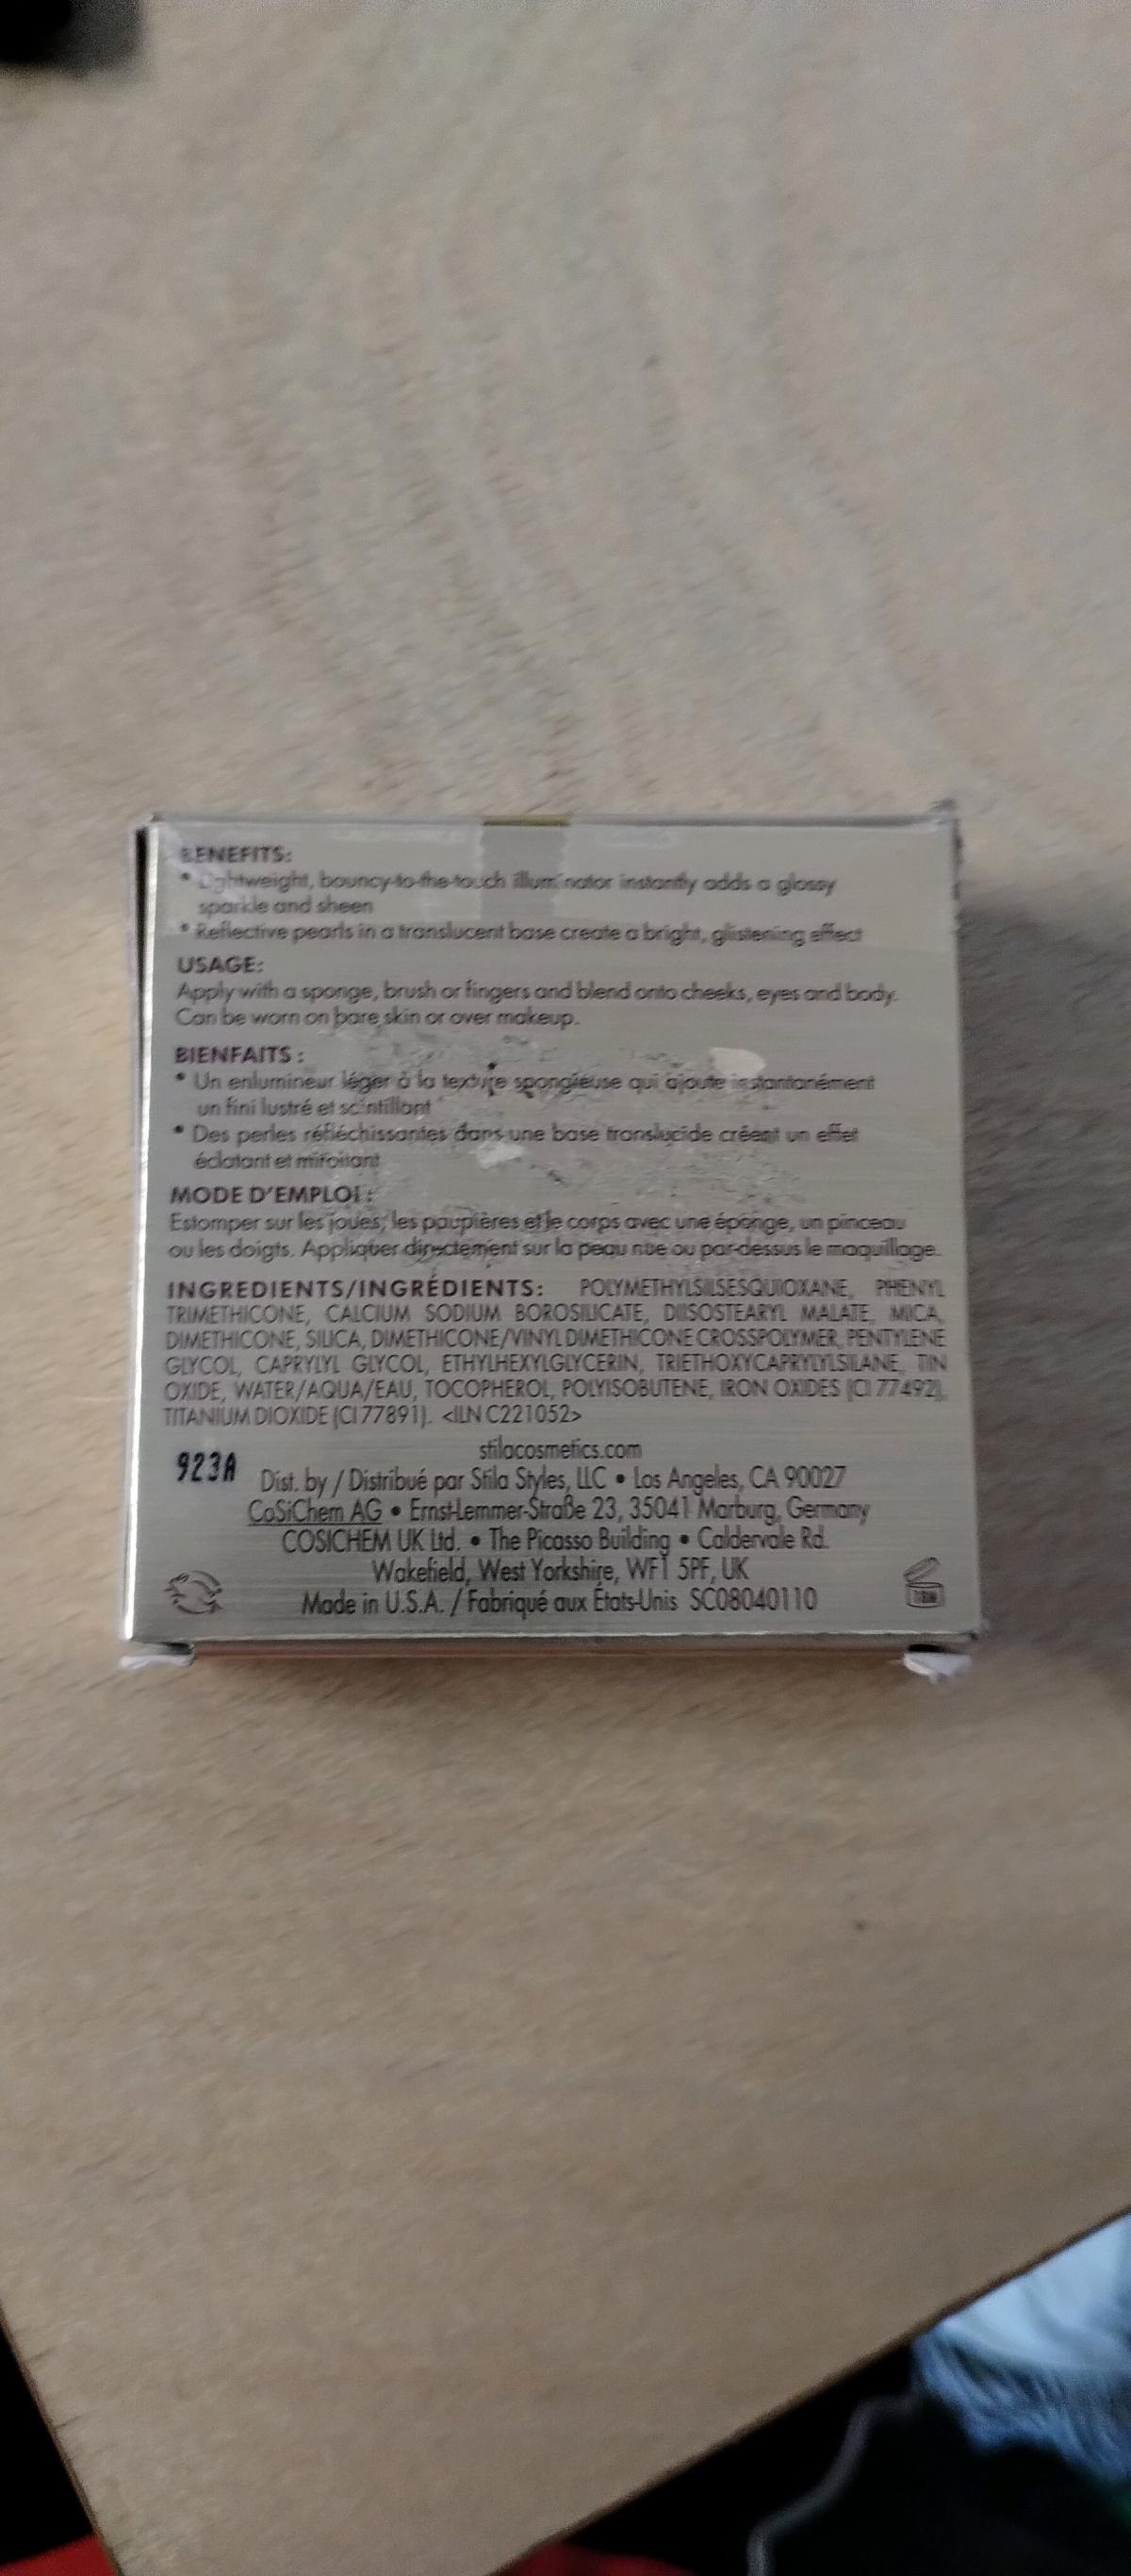 BENEFITS:
* Lightweight, bouncy-to-the-touch illuminator instantly adds a glossy
sparkle and sheen
* Reflective pearls in a translucent base create a bright, glistening effect
USAGE:
Apply with a sponge, brush or fingers and blend onto cheeks, eyes and body.
Can be worn on bare skin or over makeup.
BIENFAITS :
* Un enlumineur léger à la texture spongieuse qui ajoute instantanément
un fini lustré et scintillant
* Des perles réfléchissantes dans une base translucide créent un effet
éclatant et miroitant
MODE D'EMPLOI :
Estomper sur les joues, les paupières et le corps avec une éponge, un pinceau
ou les doigts. Appliquer directement sur la peau nue ou par-dessus le maquillage.
INGREDIENTS/INGRÉDIENTS: POLYMETHYLSILSESQUIOXANE, PHENYL
TRIMETHICONE, CALCIUM SODIUM BOROSILICATE, DIISOSTEARYL MALATE, MICA,
DIMETHICONE, SILICA, DIMETHICONE/VINYL DIMETHICONE CROSSPOLYMER, PENTYLENE
GLYCOL, CAPRYLYL GLYCOL, ETHYLHEXYLGLYCERIN, TRIETHOXYCAPRYLYLSILANE, TIN
OXIDE, WATER/AQUA/EAU, TOCOPHEROL, POLYISOBUTENE, IRON OXIDES (CI 77492),
TITANIUM DIOXIDE (CI 77891). <ILN C221052>
stilacosmetics.com
923A
Dist. by / Distribué par Stila Styles, LLC • Los Angeles, CA 90027
CoSiChem AG • Ernst-Lemmer-Straße 23, 35041 Marburg, Germany
COSICHEM UK Ltd. • The Picasso Building • Caldervale Rd.
Wakefield, West Yorkshire, WF1 5PF, UK
Made in U.S.A. / Fabriqué aux États-Unis SC08040110